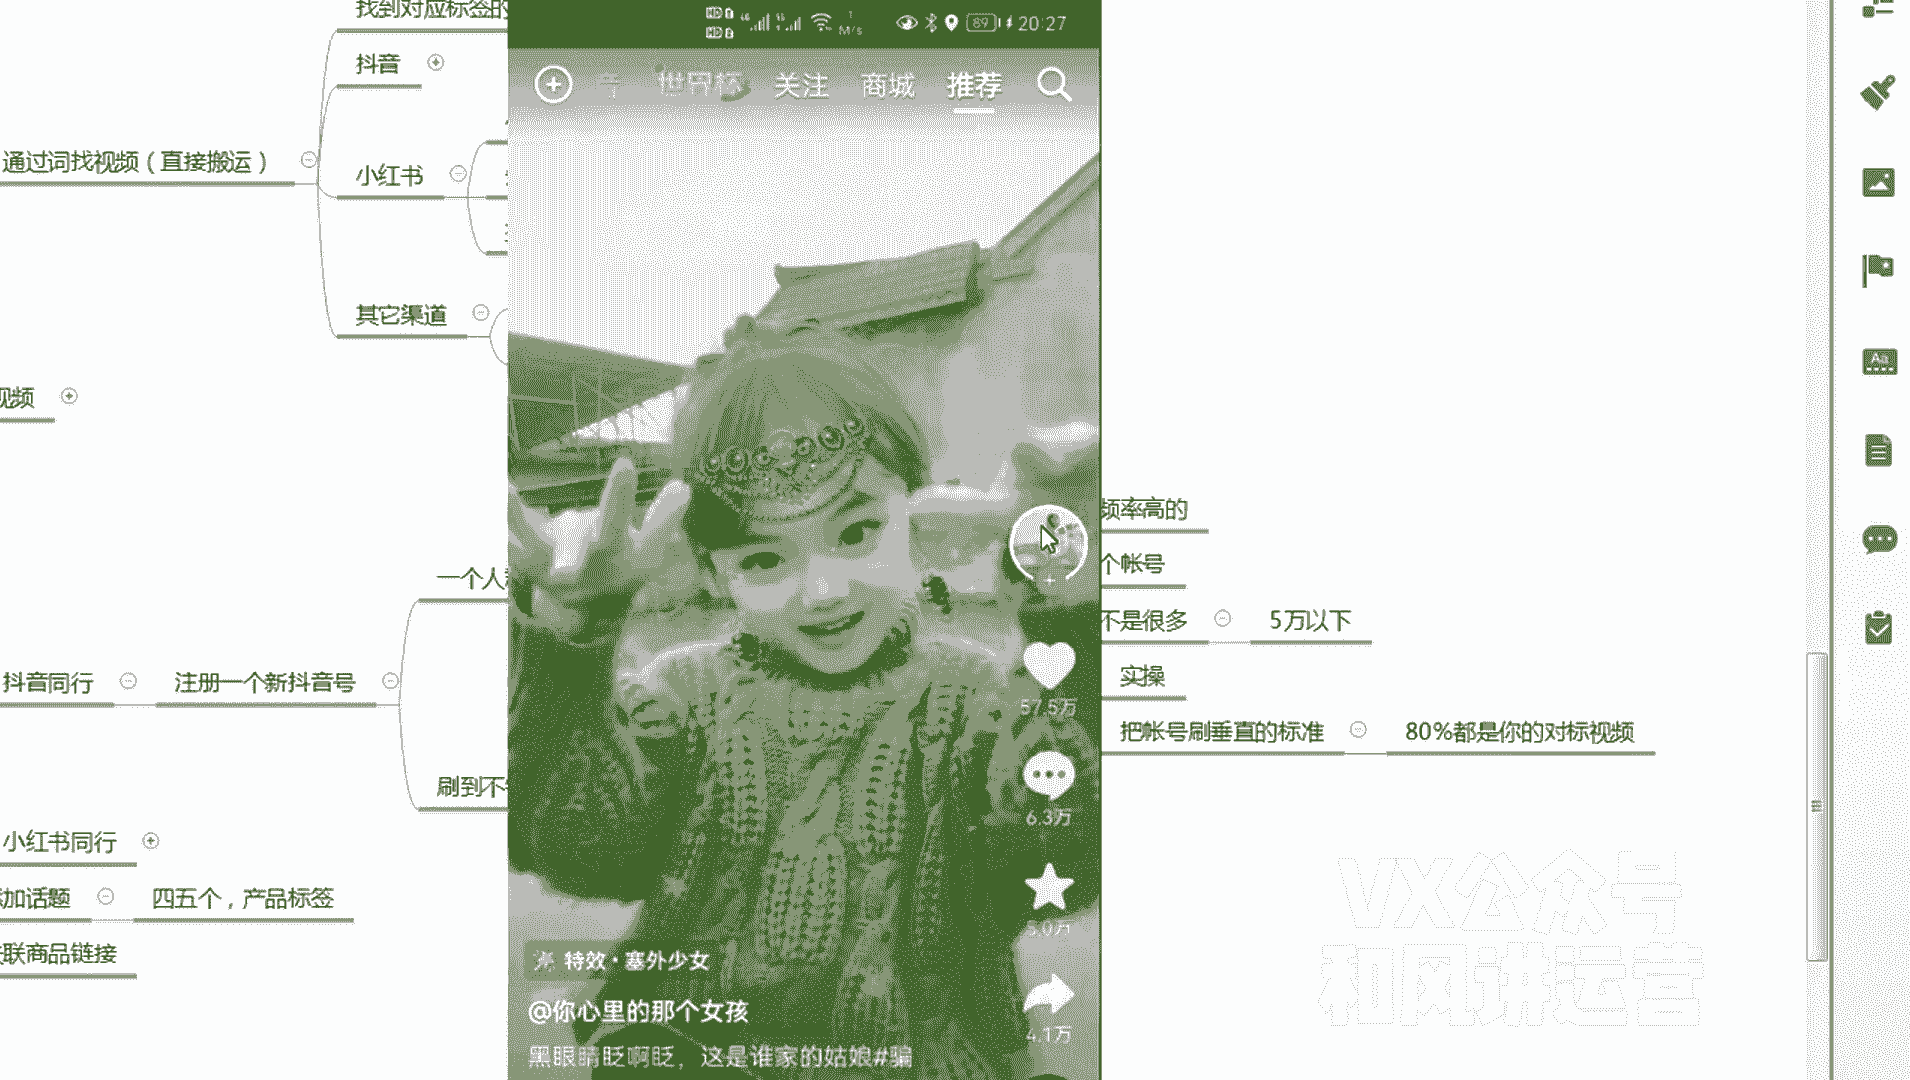 找到对应标签的
抖音
通过词找视频（直接搬运）
小红书
其它渠道
视频
一个人
抖音同行
注册一个新抖音号
刷到不
小红书同行
加话题
四五个，产品标签
联商品链接
HD HD
M/s
89
20:27
世界杯
关注
商城
推荐
57.5万
6.3万
5.0万
4.1万
特效·塞外少女
@你心里的那个女孩
黑眼睛眨啊眨，这是谁家的姑娘#骗
频率高的
个帐号
不是很多
5万以下
实操
把帐号刷垂直的标准
80%都是你的对标视频
Aa
VX公众号
和风讲运营